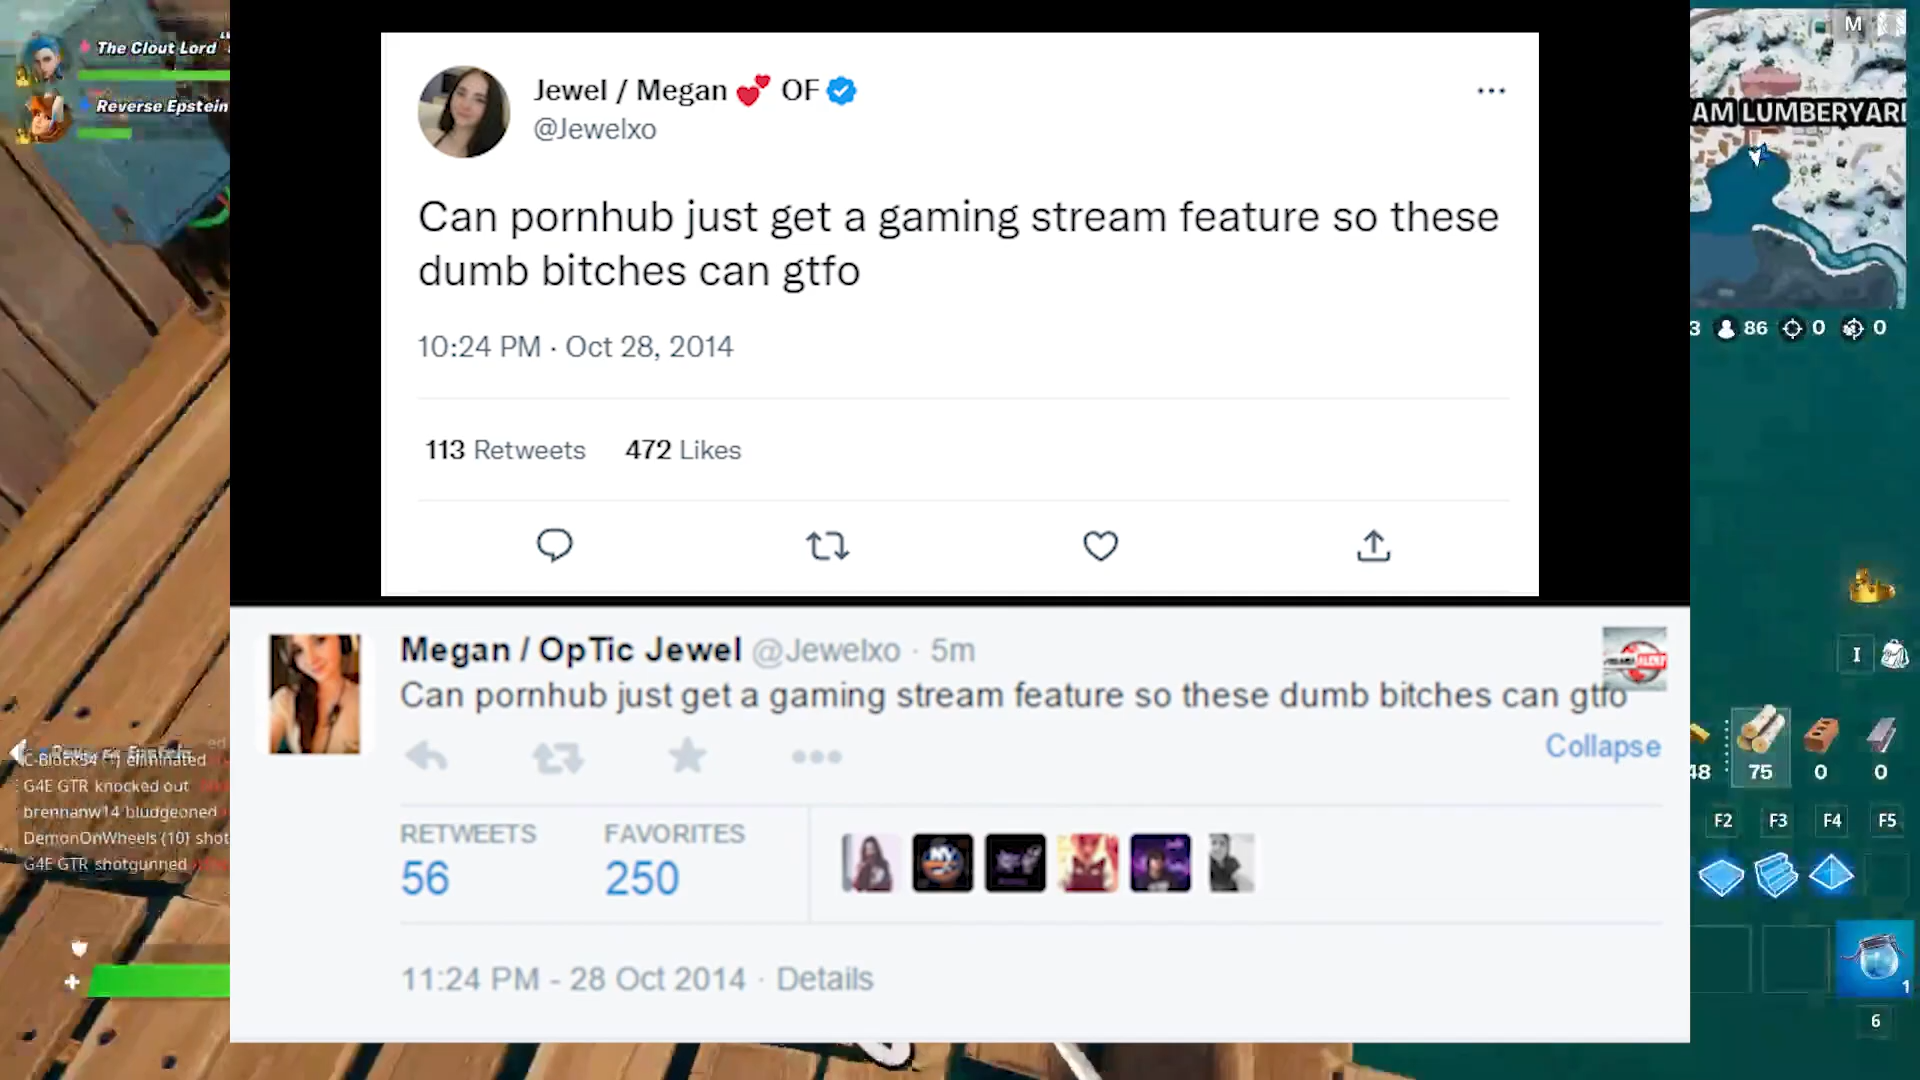 The Clout Lord
Reverse Epstein
Jewel / Megan 💕 OF
@Jewelxo
Can pornhub just get a gaming stream feature so these
dumb bitches can gtfo
10:24 PM · Oct 28, 2014
113 Retweets 472 Likes
Megan / OpTic Jewel @Jewelxo · 5m
Can pornhub just get a gaming stream feature so these dumb bitches can gtfo
Collapse
RETWEETS FAVORITES
56 250
11:24 PM - 28 Oct 2014 · Details
M
AM LUMBERYARD
3 86 0 0
I
48 75 0 0
F2 F3 F4 F5
1
6
eliminated
G4E GTR knocked out
brennanw14 bludgeoned
DemonOnWheels (10) shot
G4E GTR shotgunned